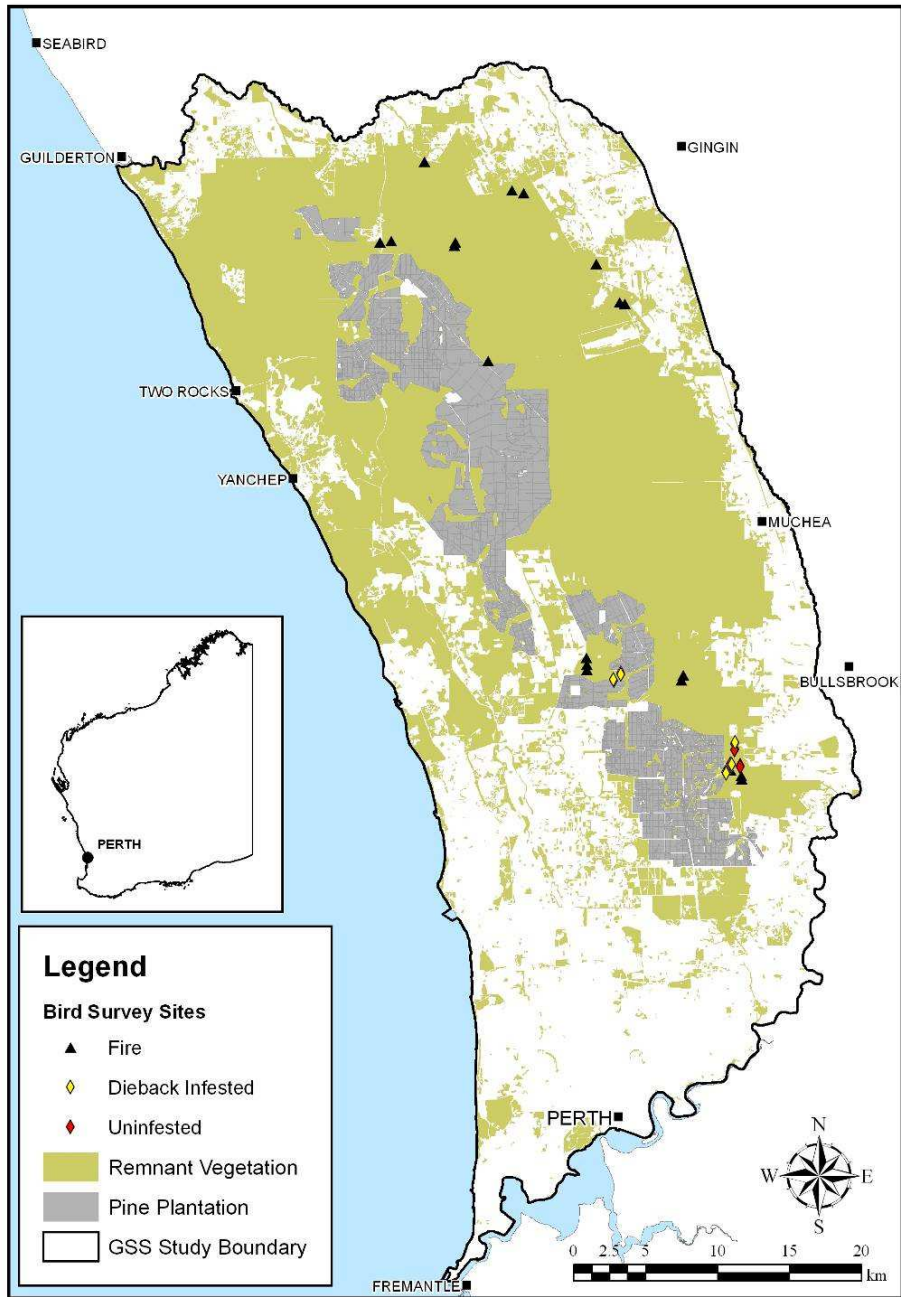 SEABIRD
GUILDERTON
GINGIN
TWO ROCKS
YANCHEP
MUCHEA
BULLSBROOK
PERTH
Legend
Bird Survey Sites
Fire
Dieback Infested
Uninfested
Remnant Vegetation
Pine Plantation
GSS Study Boundary
PERTH
N
W E
S
0 2.5 5 10 15 20
km
FREMANTLE